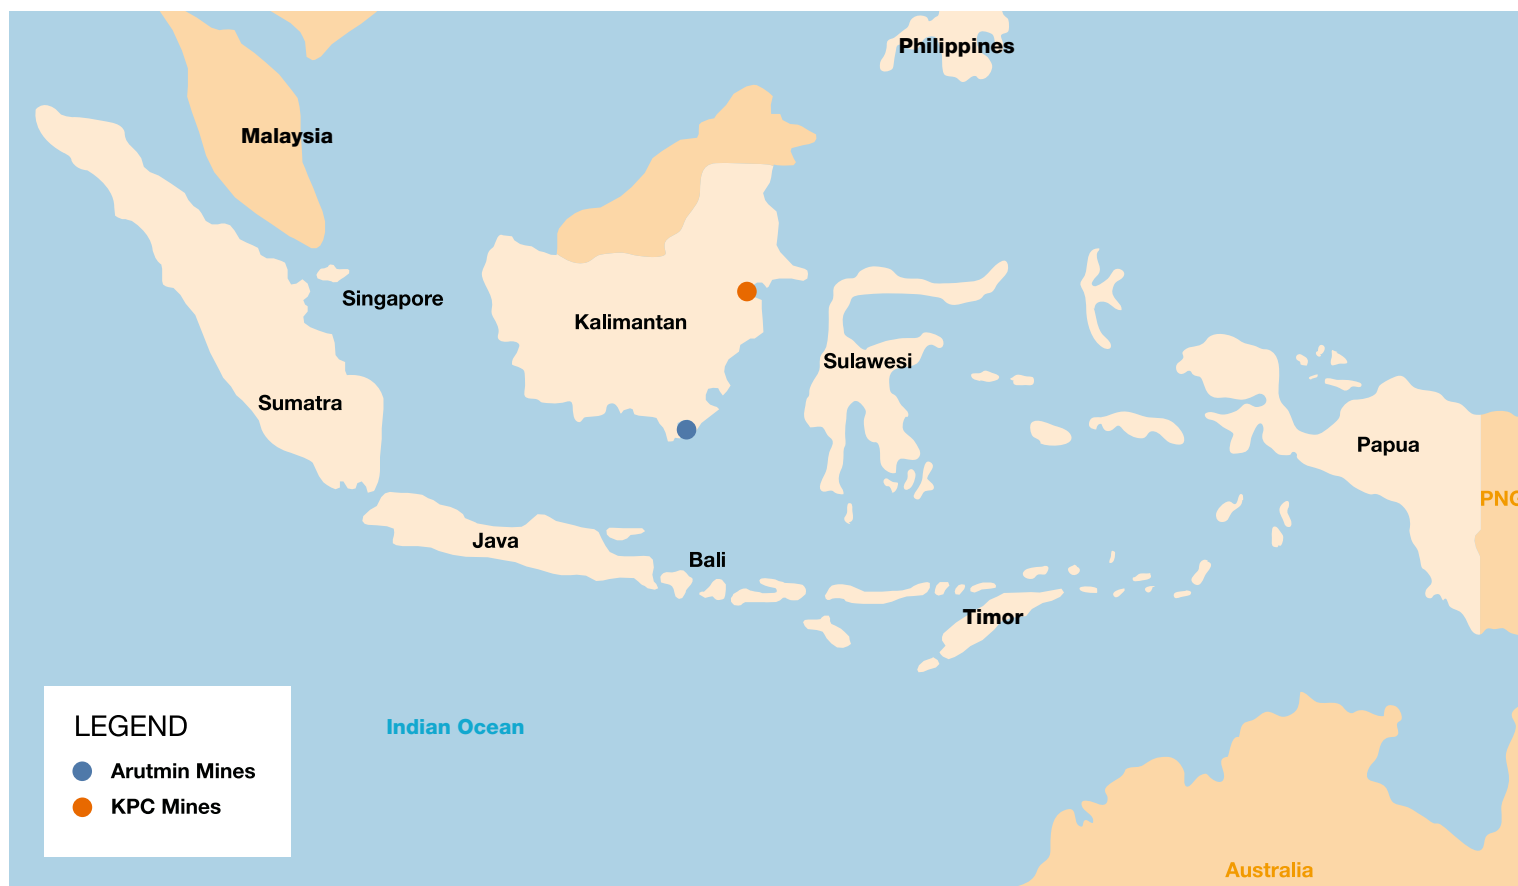 Philippines
Malaysia
Singapore
Kalimantan
Sulawesi
Sumatra
Papua
PNG
Java
Bali
Timor
LEGEND
Arutmin Mines
KPC Mines
Indian Ocean
Australia